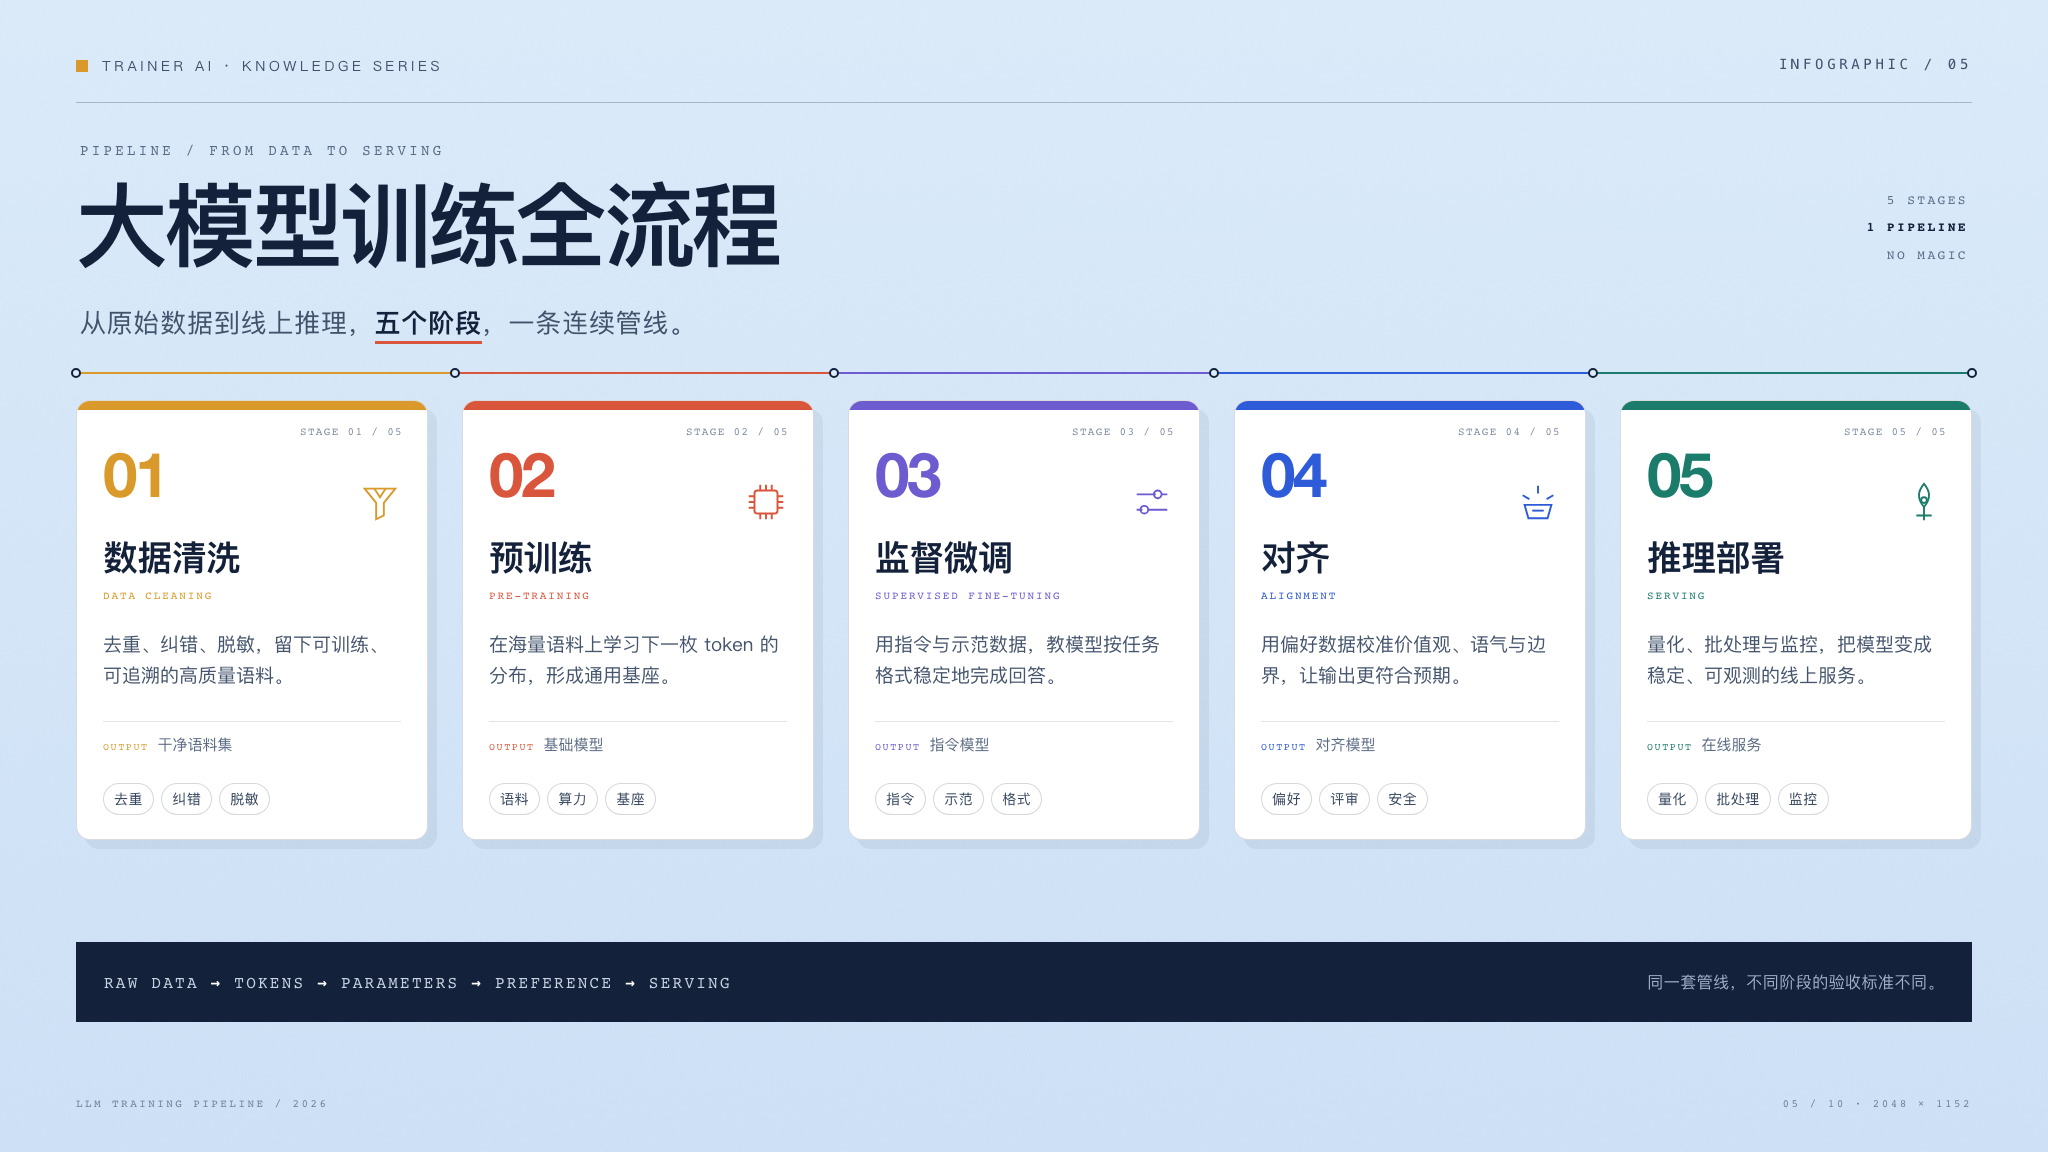 TRAINER AI · KNOWLEDGE SERIES
INFOGRAPHIC / 05
PIPELINE / FROM DATA TO SERVING
大模型训练全流程
5 STAGES
1 PIPELINE
NO MAGIC
从原始数据到线上推理，五个阶段，一条连续管线。
STAGE 01 / 05
01
数据清洗
DATA CLEANING
去重、纠错、脱敏，留下可训练、
可追溯的高质量语料。
OUTPUT 干净语料集
去重 纠错 脱敏
STAGE 02 / 05
02
预训练
PRE-TRAINING
在海量语料上学习下一枚 token 的
分布，形成通用基座。
OUTPUT 基础模型
语料 算力 基座
STAGE 03 / 05
03
监督微调
SUPERVISED FINE-TUNING
用指令与示范数据，教模型按任务
格式稳定地完成回答。
OUTPUT 指令模型
指令 示范 格式
STAGE 04 / 05
04
对齐
ALIGNMENT
用偏好数据校准价值观、语气与边
界，让输出更符合预期。
OUTPUT 对齐模型
偏好 评审 安全
STAGE 05 / 05
05
推理部署
SERVING
量化、批处理与监控，把模型变成
稳定、可观测的线上服务。
OUTPUT 在线服务
量化 批处理 监控
RAW DATA → TOKENS → PARAMETERS → PREFERENCE → SERVING
同一套管线，不同阶段的验收标准不同。
LLM TRAINING PIPELINE / 2026
05 / 10 · 2048 × 1152